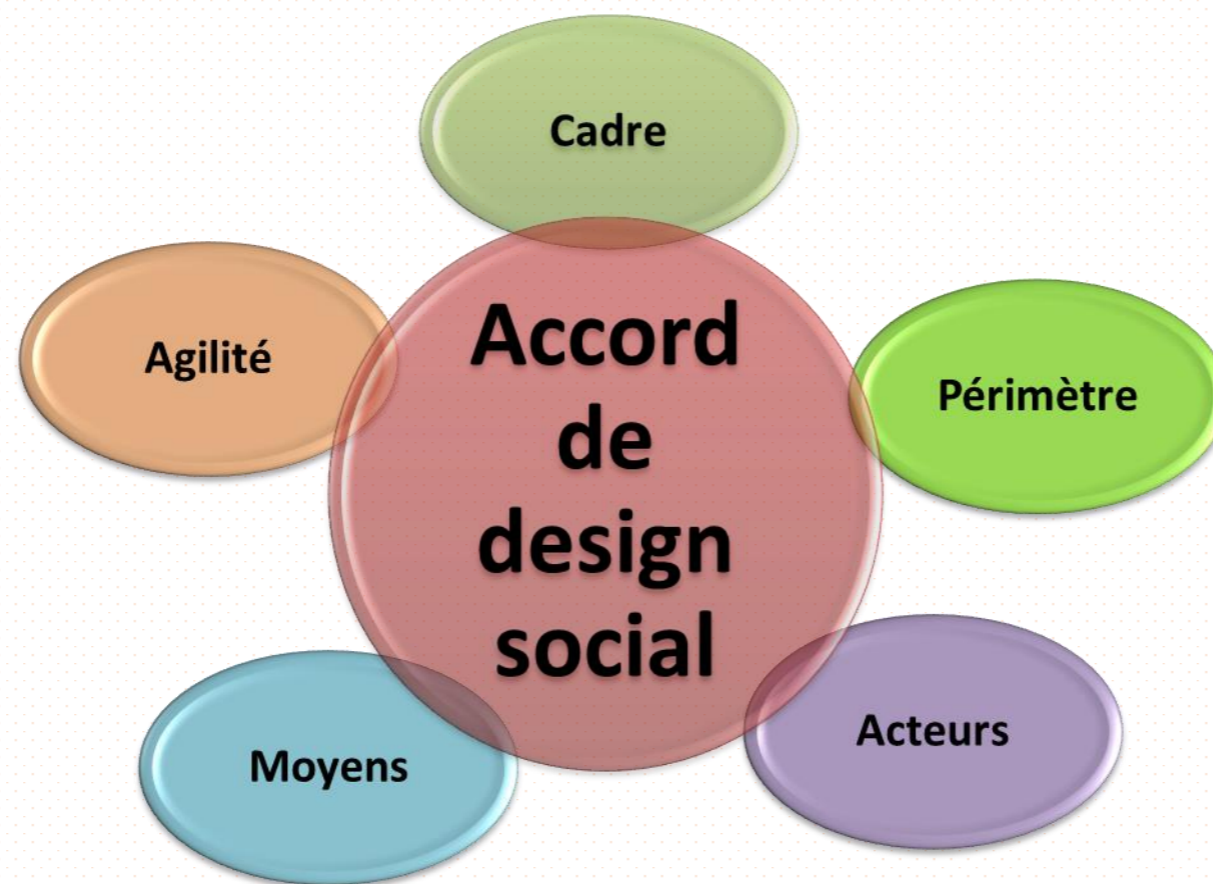 Cadre
Agilité
Périmètre
Accord
de
design
social
Moyens
Acteurs